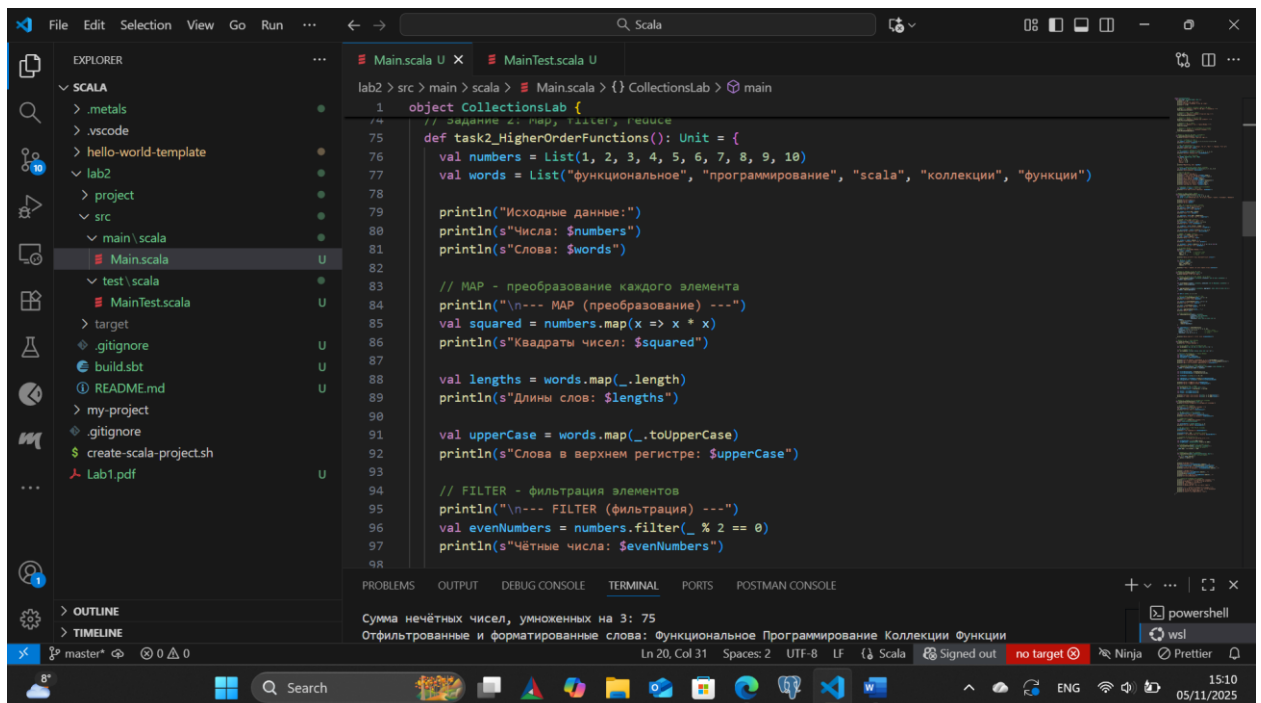 File Edit Selection View Go Run ···
Scala
EXPLORER
SCALA
.metals
.vscode
hello-world-template
lab2
project
src
main\scala
Main.scala U
test\scala
MainTest.scala U
target
.gitignore U
build.sbt U
README.md U
my-project
.gitignore
$ create-scala-project.sh
Lab1.pdf U
OUTLINE
TIMELINE
10
1
Main.scala U
MainTest.scala U
lab2 > src > main > scala > Main.scala > {} CollectionsLab > main
1 object CollectionsLab {
74 // Задание 2: Map, filter, reduce
75 def task2_HigherOrderFunctions(): Unit = {
76 val numbers = List(1, 2, 3, 4, 5, 6, 7, 8, 9, 10)
77 val words = List("функциональное", "программирование", "scala", "коллекции", "функции")
78
79 println("Исходные данные:")
80 println(s"Числа: $numbers")
81 println(s"Слова: $words")
82
83 // MAP - преобразование каждого элемента
84 println("\n--- MAP (преобразование) ---")
85 val squared = numbers.map(x => x * x)
86 println(s"Квадраты чисел: $squared")
87
88 val lengths = words.map(_.length)
89 println(s"Длины слов: $lengths")
90
91 val upperCase = words.map(_.toUpperCase)
92 println(s"Слова в верхнем регистре: $upperCase")
93
94 // FILTER - фильтрация элементов
95 println("\n--- FILTER (фильтрация) ---")
96 val evenNumbers = numbers.filter(_ % 2 == 0)
97 println(s"Чётные числа: $evenNumbers")
98
PROBLEMS OUTPUT DEBUG CONSOLE TERMINAL PORTS POSTMAN CONSOLE
Сумма нечётных чисел, умноженных на 3: 75
Отфильтрованные и форматированные слова: Функциональное Программирование Коллекции Функции
powershell
wsl
master* 0 0 Ln 20, Col 31 Spaces: 2 UTF-8 LF Scala Signed out no target Ninja Prettier
8°
Search
ENG
15:10
05/11/2025